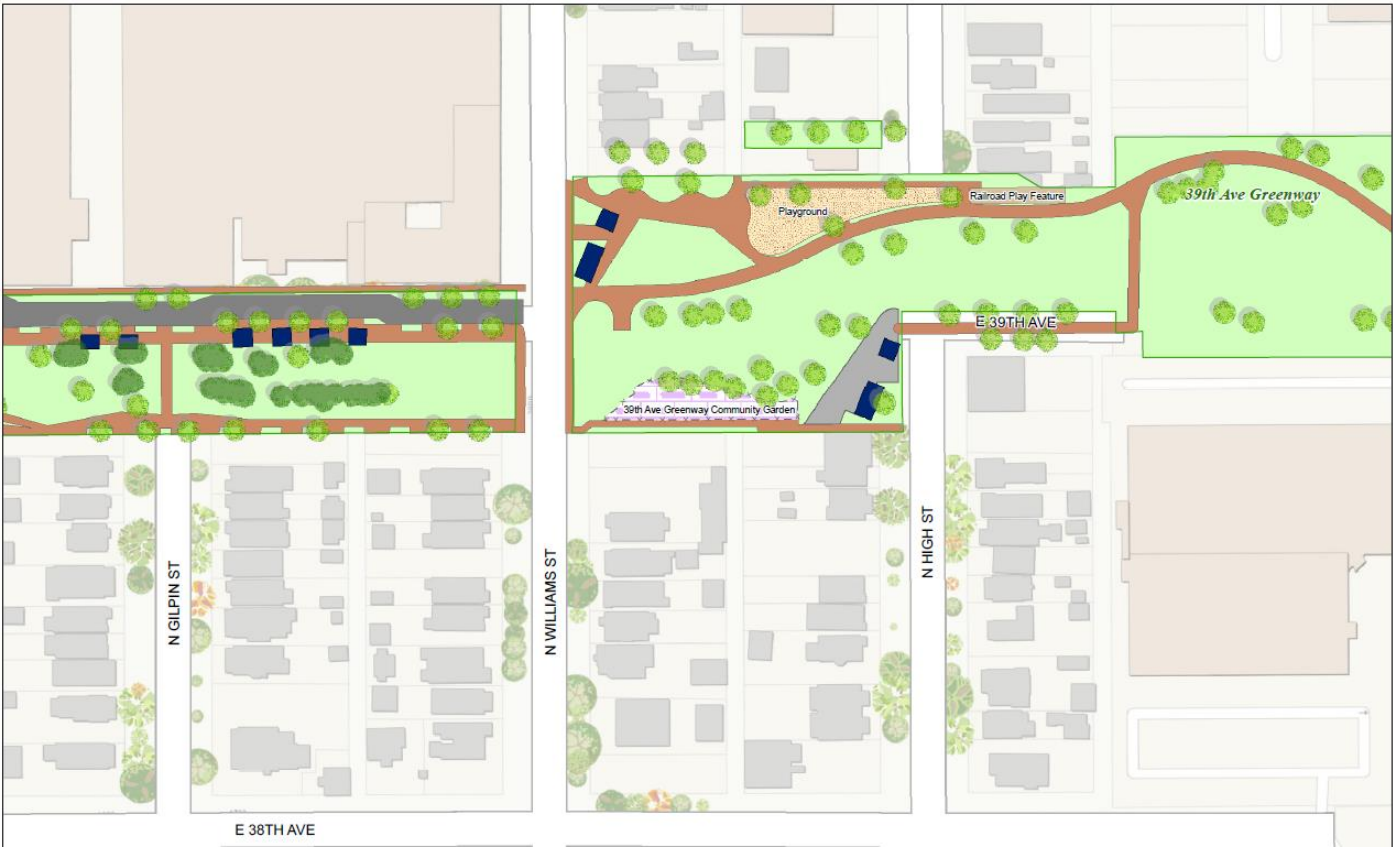 Playground
Railroad Play Feature
39th Ave Greenway
E 39TH AVE
39th Ave Greenway Community Garden
N GILPIN ST
N WILLIAMS ST
N HIGH ST
E 38TH AVE